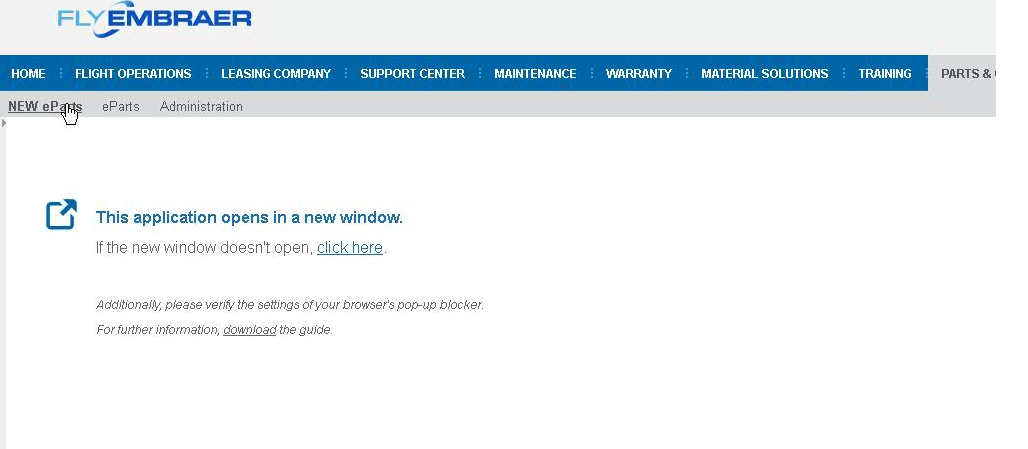 FLYEMBRAER
HOME FLIGHT OPERATIONS LEASING COMPANY SUPPORT CENTER MAINTENANCE WARRANTY MATERIAL SOLUTIONS TRAINING PARTS &
NEW eParts eParts Administration
This application opens in a new window.
If the new window doesn't open, click here.
Additionally, please verify the settings of your browser's pop-up blocker.
For further information, download the guide.